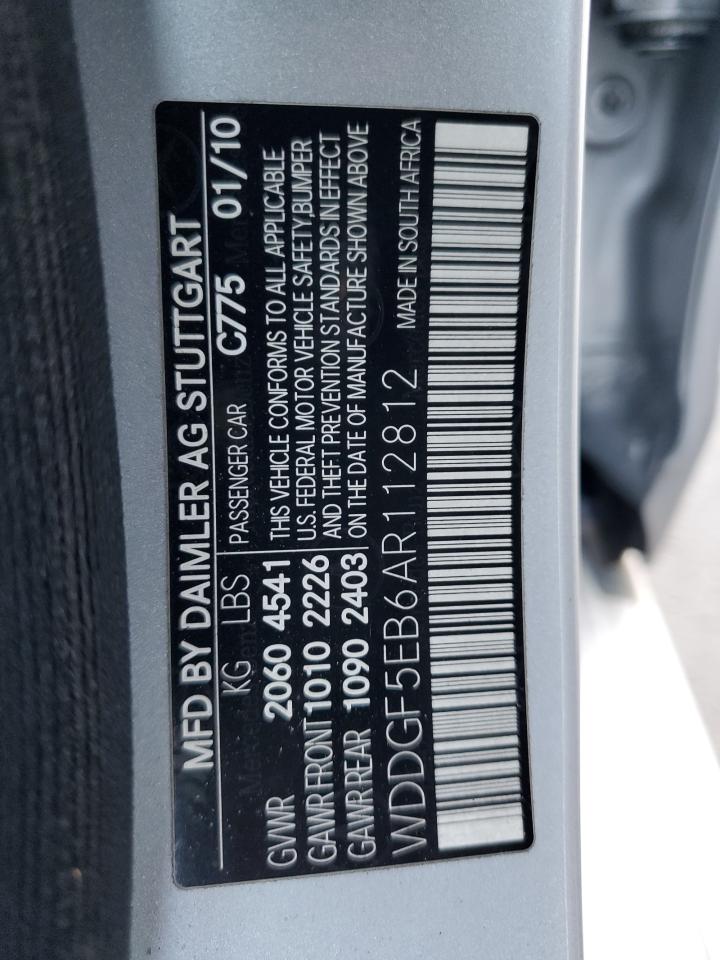 MFD BY DAIMLER AG STUTTGART
KG LBS PASSENGER CAR C775 01/10
GVWR 2060 4541
GAWR FRONT 1010 2226
GAWR REAR 1090 2403
THIS VEHICLE CONFORMS TO ALL APPLICABLE
U.S. FEDERAL MOTOR VEHICLE SAFETY,BUMPER
AND THEFT PREVENTION STANDARDS IN EFFECT
ON THE DATE OF MANUFACTURE SHOWN ABOVE
WDDGF5EB6AR112812 MADE IN SOUTH AFRICA